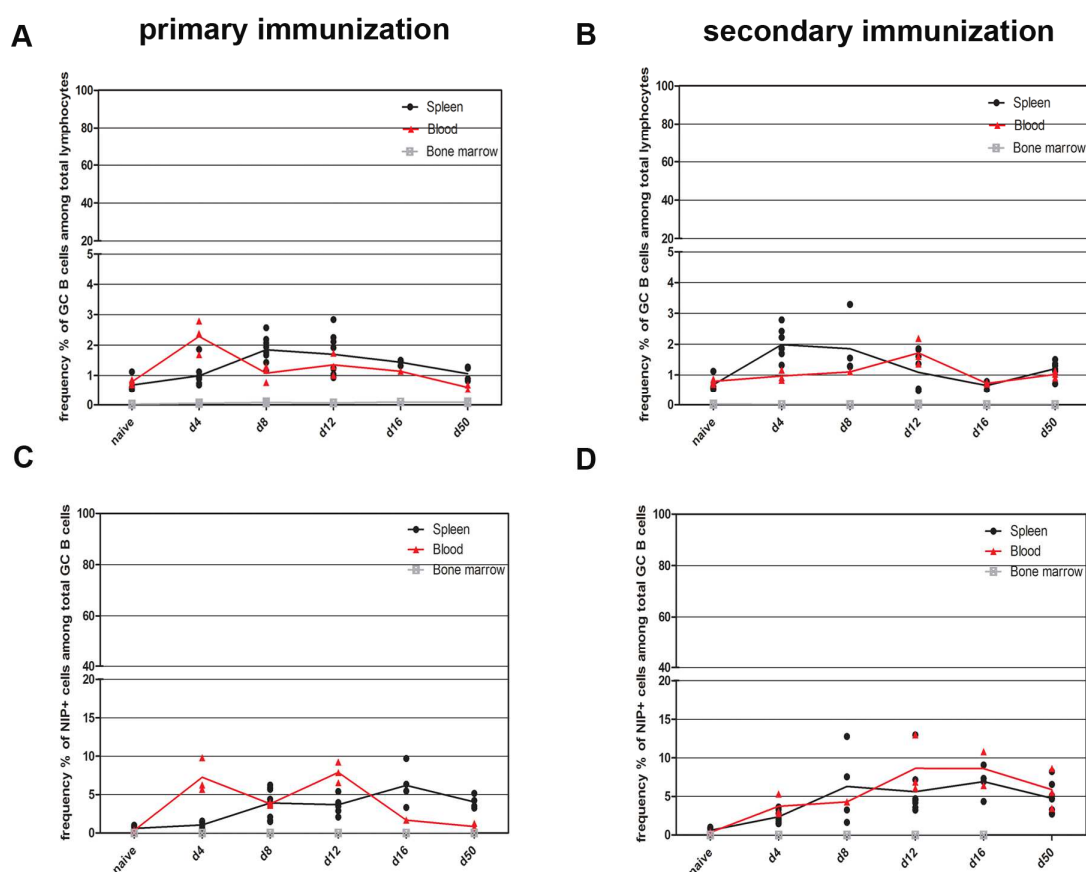 A primary immunization
frequency % of GC B cells among total lymphocytes
100
80
60
40
20
5
4
3
2
1
0
Spleen
Blood
Bone marrow
naive d4 d8 d12 d16 d50
B secondary immunization
frequency % of GC B cells among total lymphocytes
100
80
60
40
20
5
4
3
2
1
0
Spleen
Blood
Bone marrow
naive d4 d8 d12 d16 d50
C
frequency % of NIP+ cells among total GC B cells
100
80
60
40
20
15
10
5
0
Spleen
Blood
Bone marrow
naive d4 d8 d12 d16 d50
D
frequency % of NIP+ cells among total GC B cells
100
80
60
40
20
15
10
5
0
Spleen
Blood
Bone marrow
naive d4 d8 d12 d16 d50